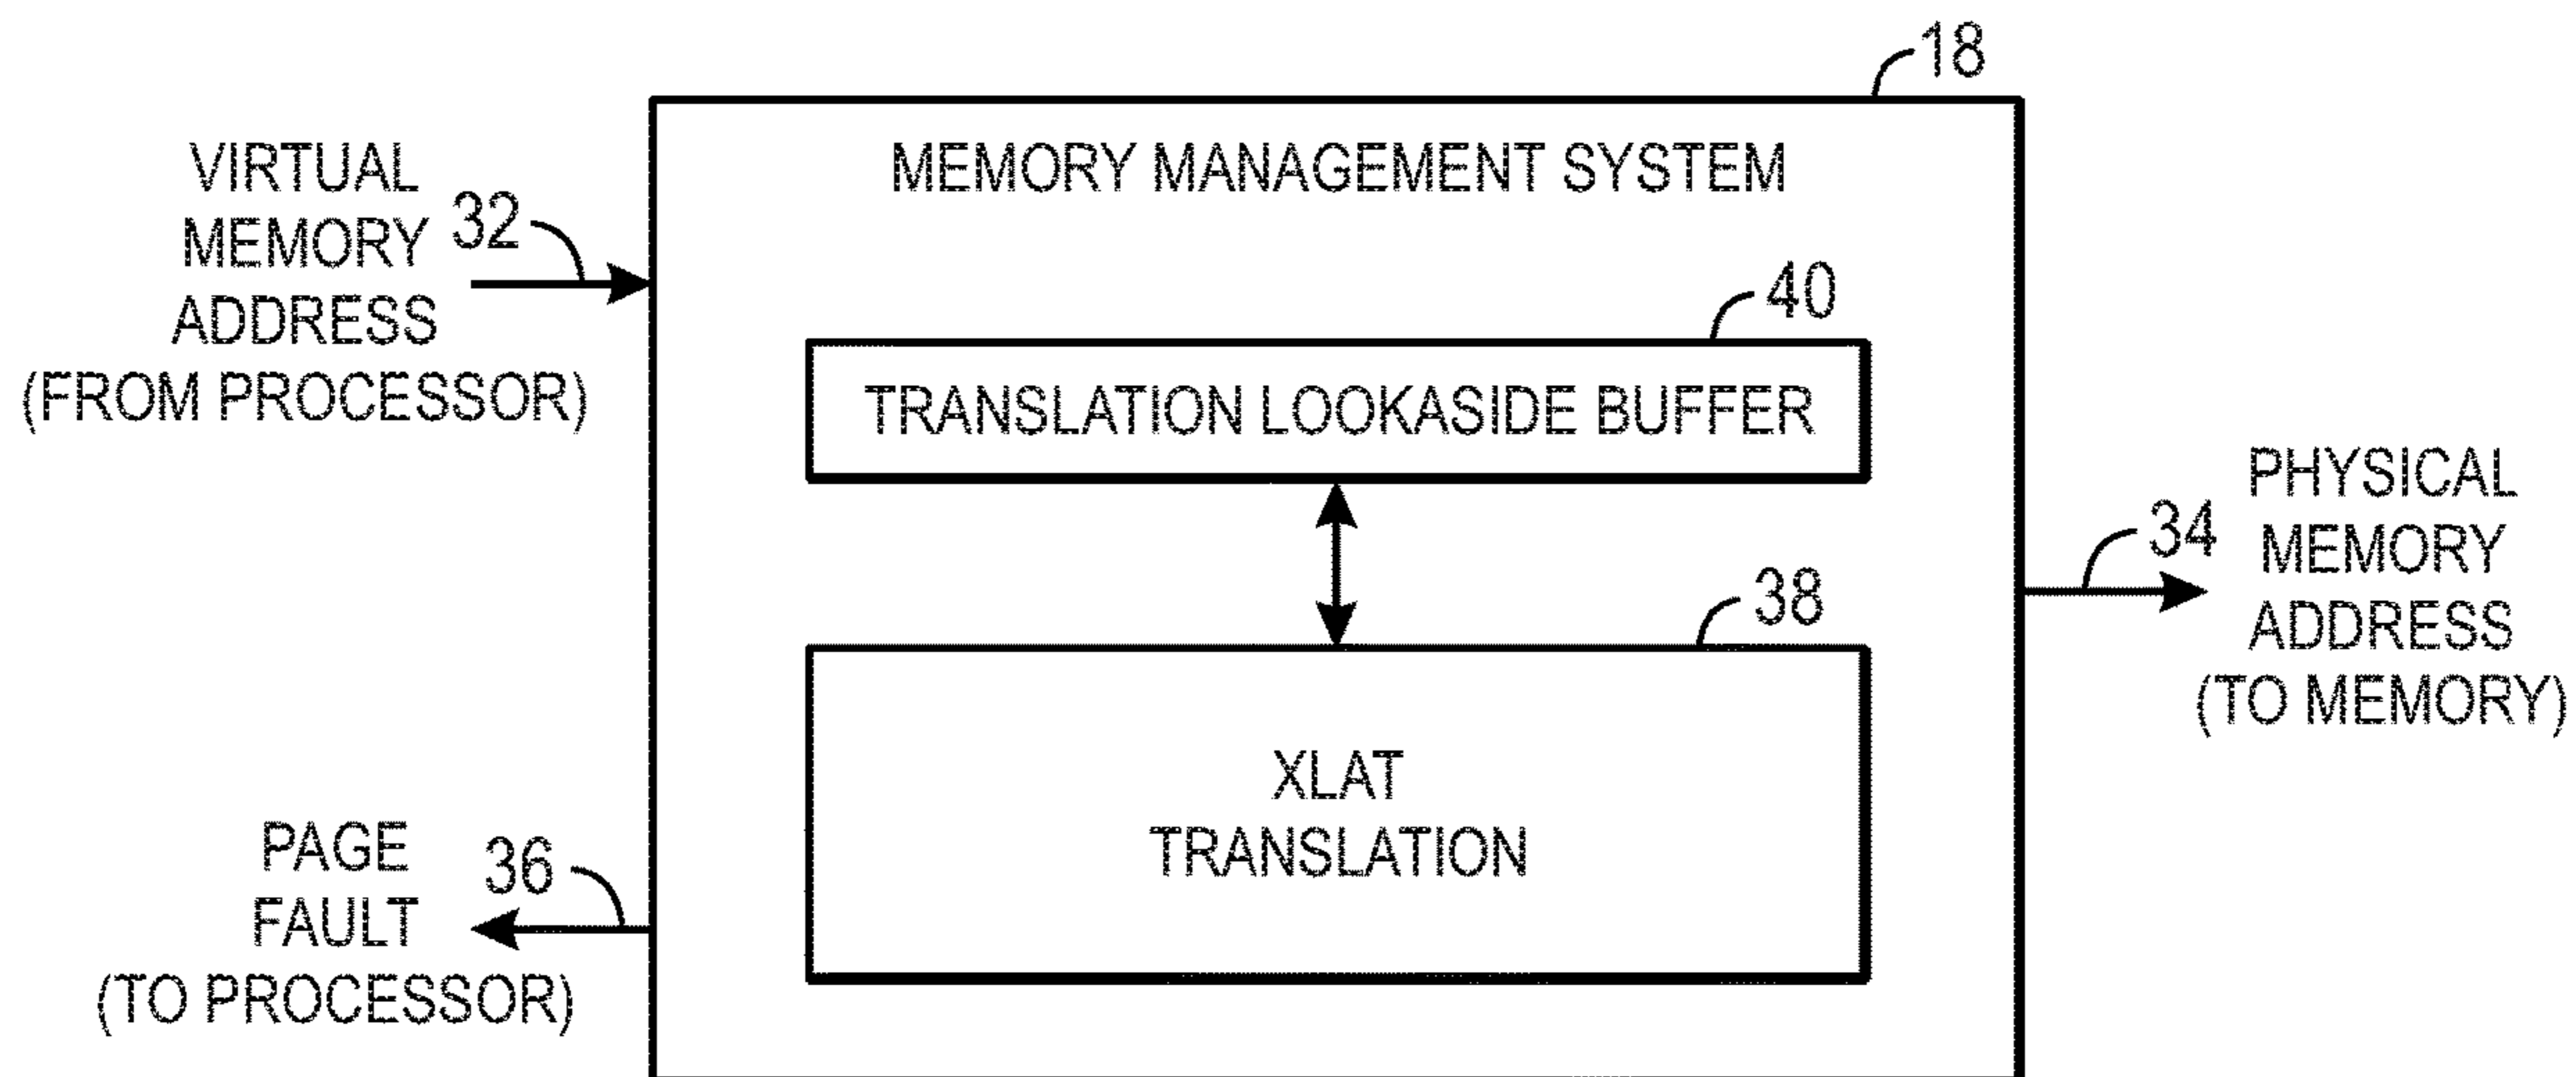 18
MEMORY MANAGEMENT SYSTEM
VIRTUAL
MEMORY
ADDRESS
(FROM PROCESSOR)
32
40
TRANSLATION LOOKASIDE BUFFER
38
XLAT
TRANSLATION
34
PHYSICAL
MEMORY
ADDRESS
(TO MEMORY)
PAGE
FAULT
(TO PROCESSOR)
36